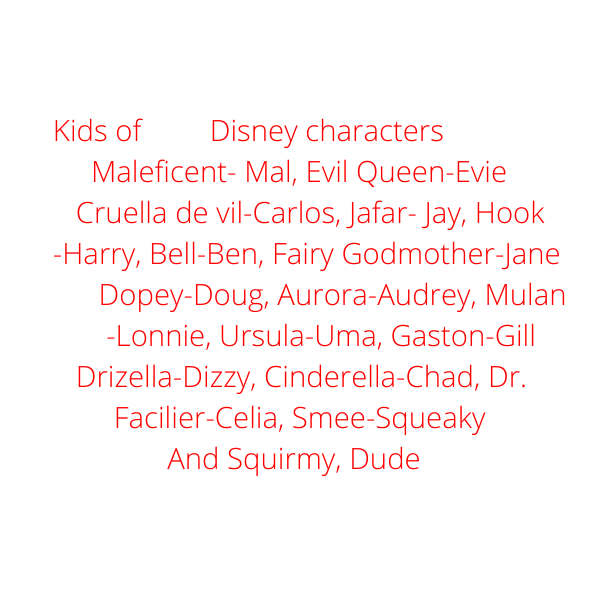 Kids of Disney characters
Maleficent- Mal, Evil Queen-Evie
Cruella de vil-Carlos, Jafar- Jay, Hook
-Harry, Bell-Ben, Fairy Godmother-Jane
Dopey-Doug, Aurora-Audrey, Mulan
-Lonnie, Ursula-Uma, Gaston-Gill
Drizella-Dizzy, Cinderella-Chad, Dr.
Facilier-Celia, Smee-Squeaky
And Squirmy, Dude